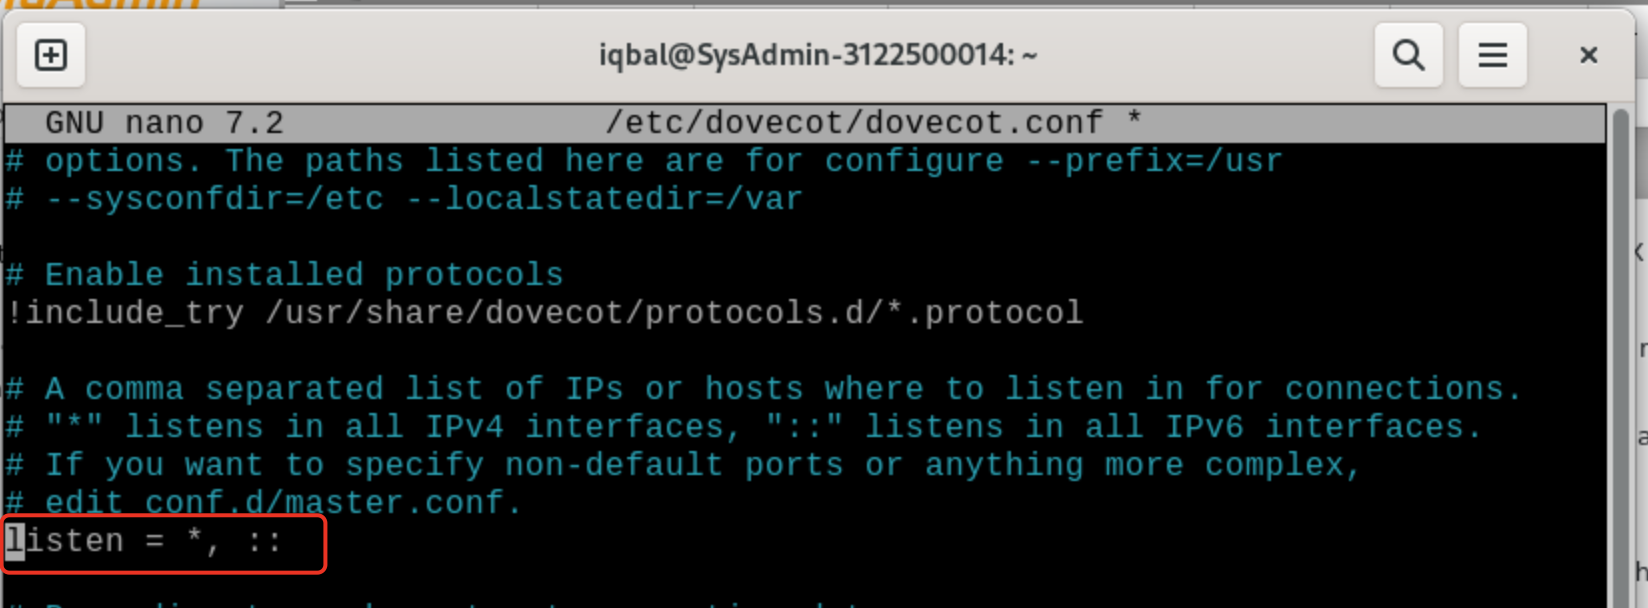 iqbal@SysAdmin-3122500014: ~
GNU nano 7.2 /etc/dovecot/dovecot.conf *
# options. The paths listed here are for configure --prefix=/usr
# --sysconfdir=/etc --localstatedir=/var
# Enable installed protocols
!include_try /usr/share/dovecot/protocols.d/*.protocol
# A comma separated list of IPs or hosts where to listen in for connections.
# "*" listens in all IPv4 interfaces, "::" listens in all IPv6 interfaces.
# If you want to specify non-default ports or anything more complex,
# edit conf.d/master.conf.
listen = *, ::